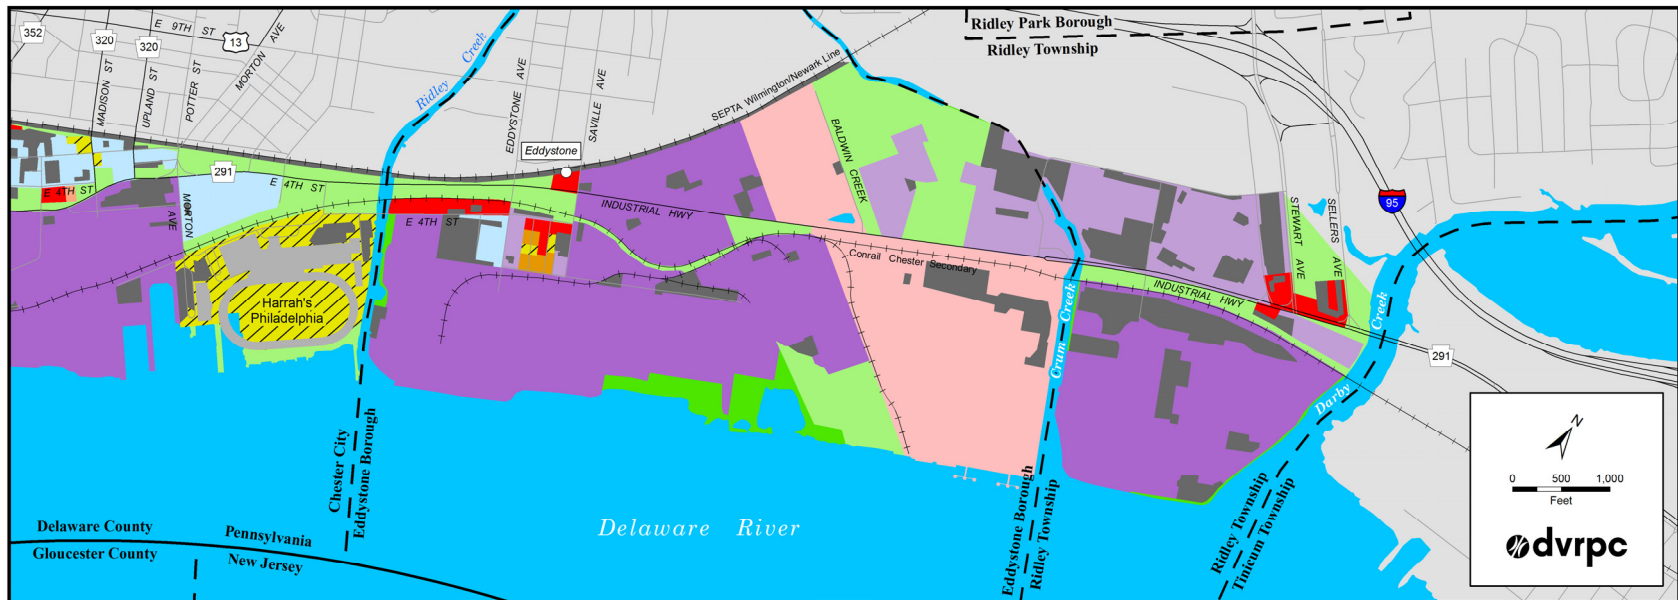 352
E 9TH ST
320
320
13
MADISON ST
UPLAND ST
POTTER ST
MORTON AVE
Ridley Creek
EDDYSTONE AVE
SAVILLE AVE
SEPTA Wilmington/Newark Line
Ridley Park Borough
Ridley Township
Eddystone
BALDWIN CREEK
291
E 4TH ST
E 4TH ST
MORTON AVE
E 4TH ST
INDUSTRIAL HWY
Conrail Chester Secondary
95
STEWART AVE
SELLERS AVE
INDUSTRIAL HWY
Harrah's
Philadelphia
Crum Creek
Darby Creek
291
Chester City
Eddystone Borough
Eddystone Borough
Ridley Township
Ridley Township
Tinicum Township
Delaware River
Delaware County
Gloucester County
Pennsylvania
New Jersey
N
0 500 1,000
Feet
dvrpc